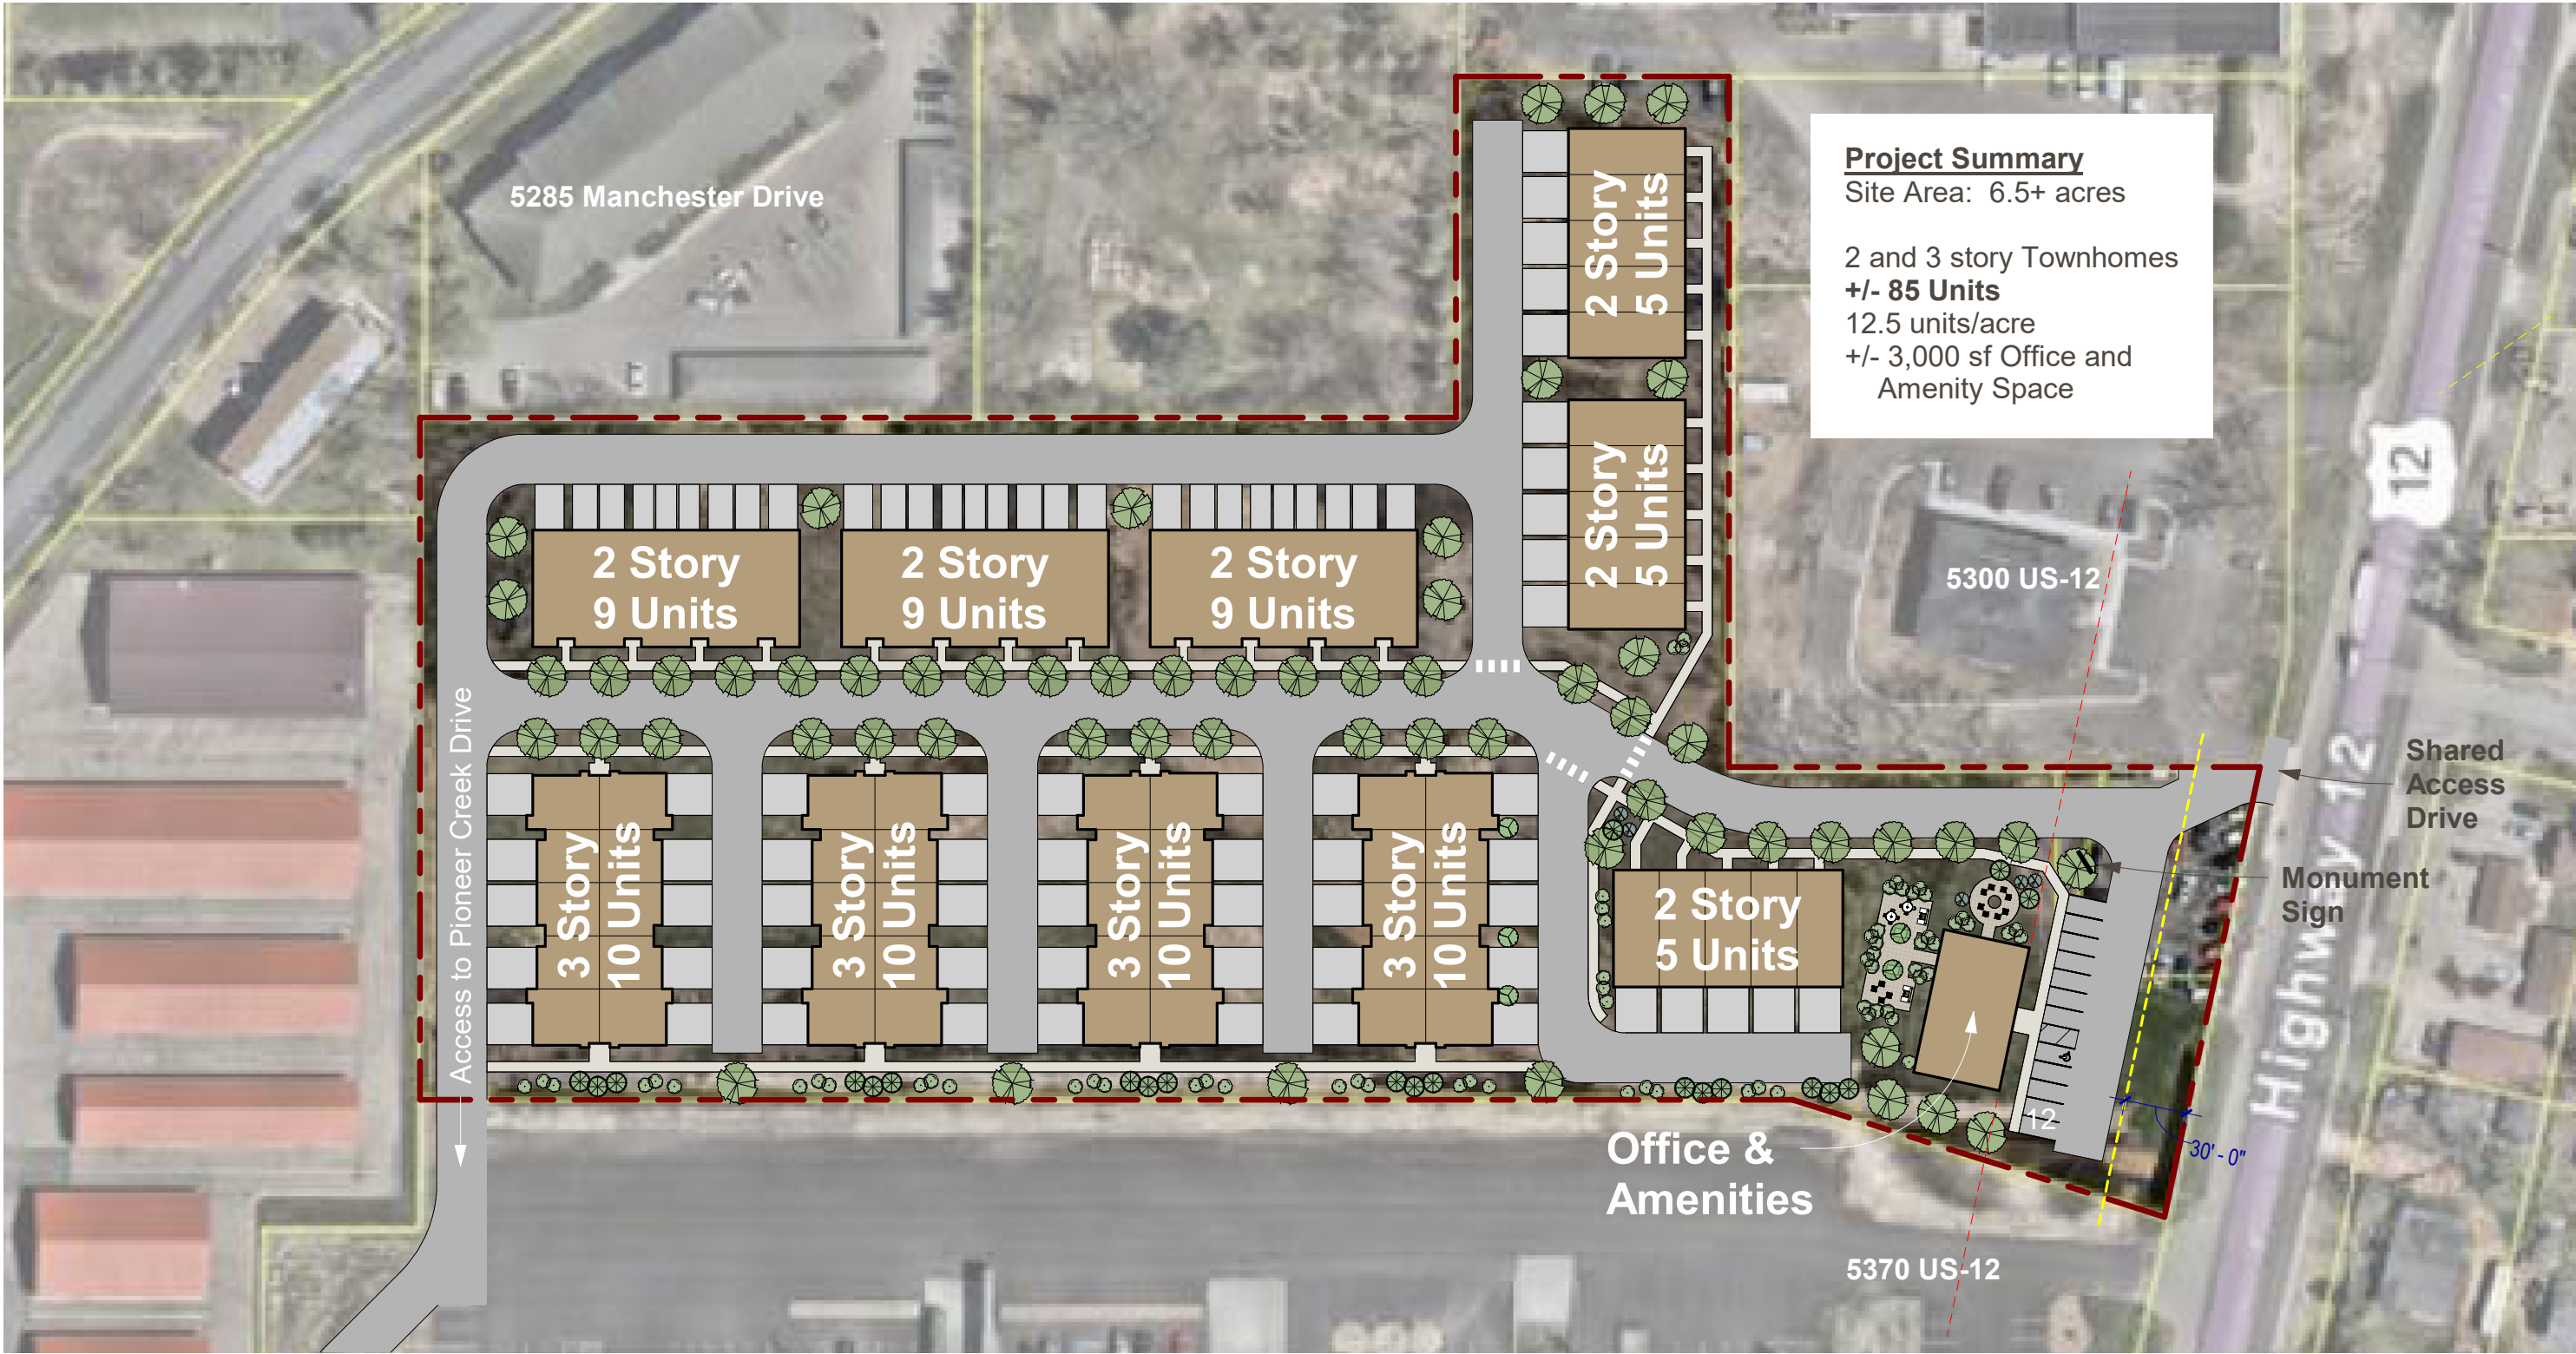 5285 Manchester Drive
Project Summary
Site Area: 6.5+ acres
2 and 3 story Townhomes
+/- 85 Units
12.5 units/acre
+/- 3,000 sf Office and
Amenity Space
2 Story
5 Units
2 Story
5 Units
12
5300 US-12
2 Story
9 Units
2 Story
9 Units
2 Story
9 Units
Access to Pioneer Creek Drive
3 Story
10 Units
3 Story
10 Units
3 Story
10 Units
3 Story
10 Units
2 Story
5 Units
Shared
Access
Drive
Monument
Sign
Highway 12
12
30' - 0"
Office &
Amenities
5370 US-12